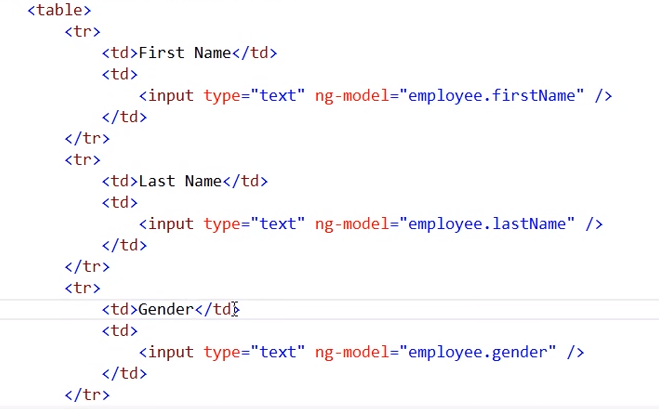 <table>
<tr>
<td>First Name</td>
<td>
<input type="text" ng-model="employee.firstName" />
</td>
</tr>
<tr>
<td>Last Name</td>
<td>
<input type="text" ng-model="employee.lastName" />
</td>
</tr>
<tr>
<td>Gender</td>
<td>
<input type="text" ng-model="employee.gender" />
</td>
</tr>